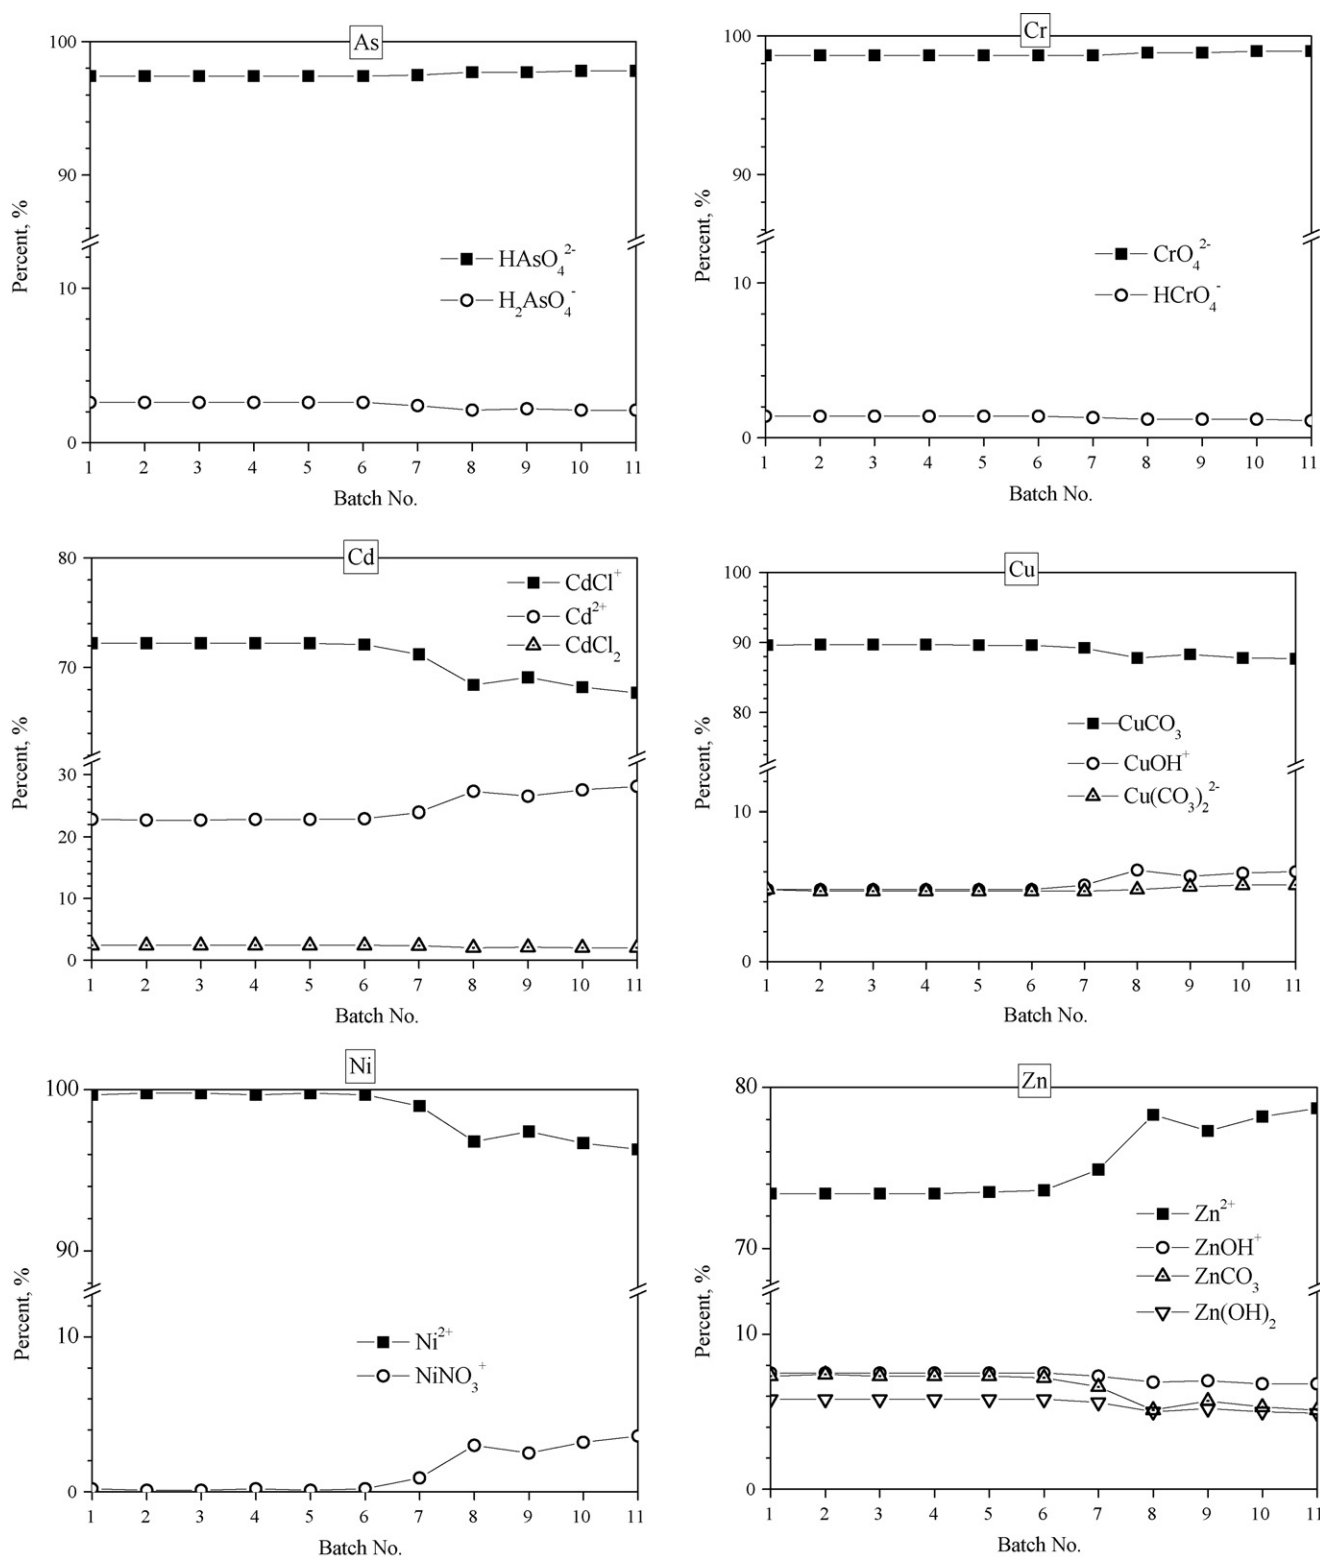 As
100
90
10
0
Percent, %
HAsO₄²⁻
H₂AsO₄⁻
1 2 3 4 5 6 7 8 9 10 11
Batch No.
Cr
100
90
10
0
Percent, %
CrO₄²⁻
HCrO₄⁻
1 2 3 4 5 6 7 8 9 10 11
Batch No.
Cd
80
70
30
20
10
0
Percent, %
CdCl⁺
Cd²⁺
CdCl₂
1 2 3 4 5 6 7 8 9 10 11
Batch No.
Cu
100
90
80
10
0
Percent, %
CuCO₃
CuOH⁺
Cu(CO₃)₂²⁻
1 2 3 4 5 6 7 8 9 10 11
Batch No.
Ni
100
90
10
0
Percent, %
Ni²⁺
NiNO₃⁺
1 2 3 4 5 6 7 8 9 10 11
Batch No.
Zn
80
70
10
0
Percent, %
Zn²⁺
ZnOH⁺
ZnCO₃
Zn(OH)₂
1 2 3 4 5 6 7 8 9 10 11
Batch No.